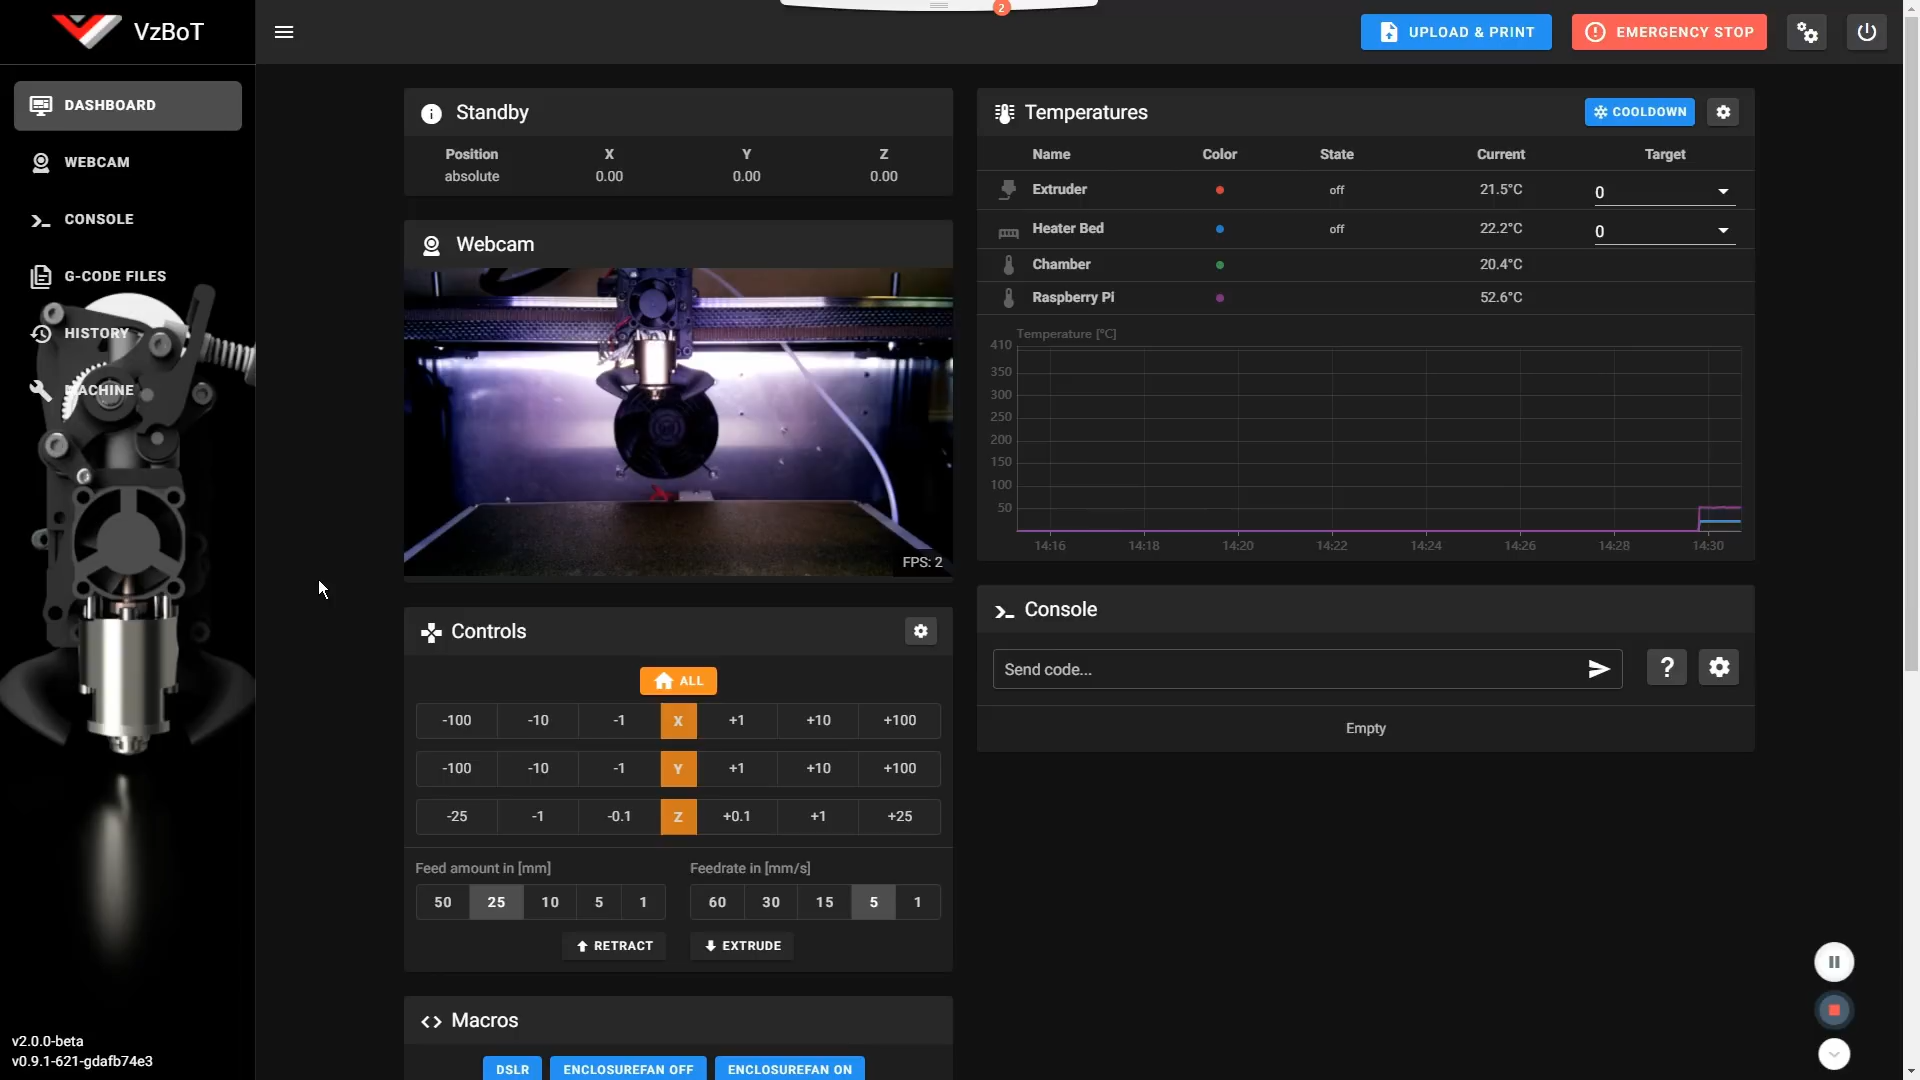 VzBoT
2
UPLOAD & PRINT
EMERGENCY STOP
DASHBOARD
WEBCAM
CONSOLE
G-CODE FILES
HISTORY
MACHINE
v2.0.0-beta
v0.9.1-621-gdafb74e3
Standby
Position X Y Z
absolute 0.00 0.00 0.00
Webcam
FPS: 2
Controls
ALL
-100 -10 -1 X +1 +10 +100
-100 -10 -1 Y +1 +10 +100
-25 -1 -0.1 Z +0.1 +1 +25
Feed amount in [mm] Feedrate in [mm/s]
50 25 10 5 1 60 30 15 5 1
RETRACT EXTRUDE
Macros
DSLR ENCLOSUREFAN OFF ENCLOSUREFAN ON
Temperatures
COOLDOWN
Name Color State Current Target
Extruder off 21.5°C 0
Heater Bed off 22.2°C 0
Chamber 20.4°C
Raspberry Pi 52.6°C
Temperature [°C]
410
350
300
250
200
150
100
50
14:16 14:18 14:20 14:22 14:24 14:26 14:28 14:30
Console
Send code...
?
Empty